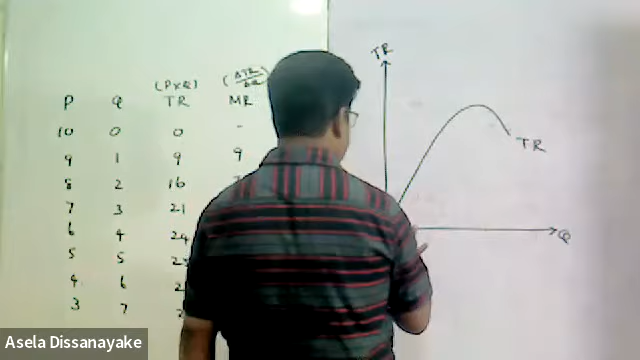 (PXQ) (ΔTR/ΔQ)
P Q TR MR
10 0 0 -
9 1 9 9
8 2 16
7 3 21
6 4 24
5 5
4 6
3 7
TR
TR
Q
Asela Dissanayake